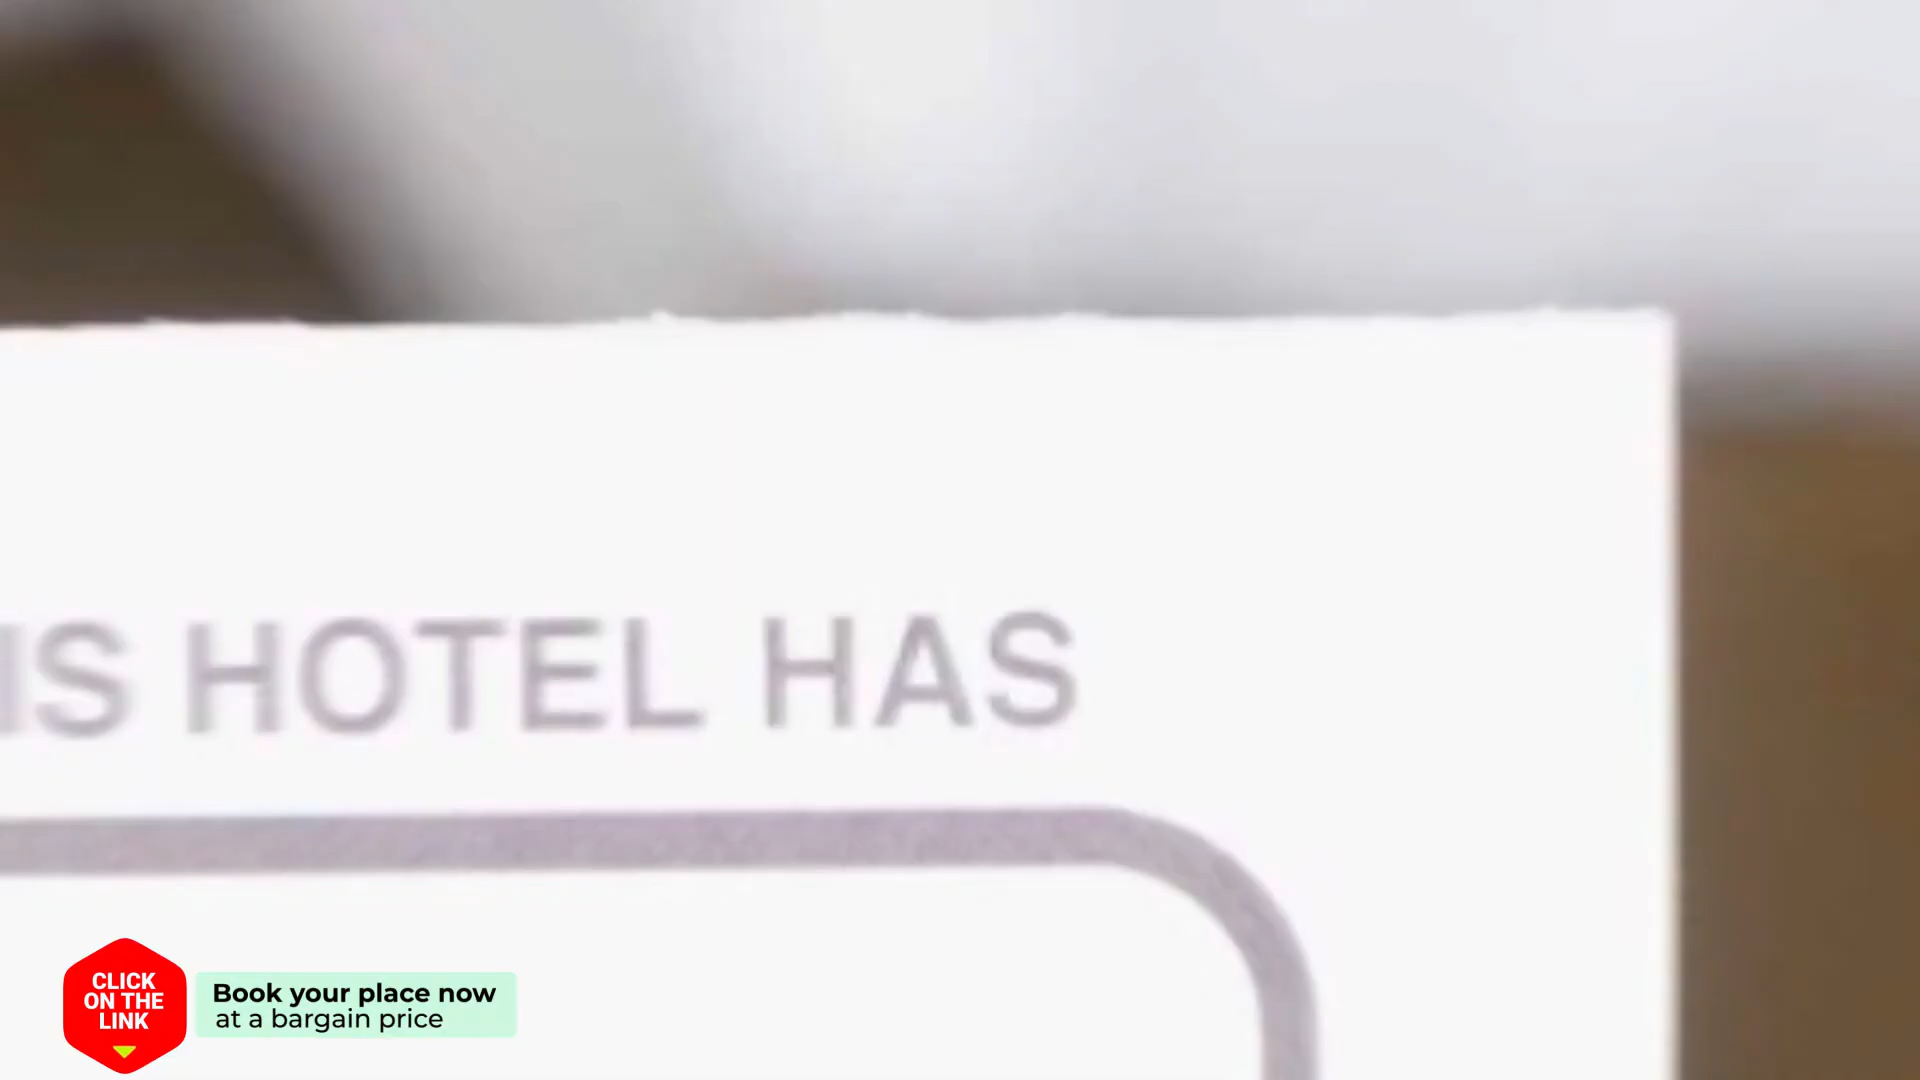 IS HOTEL HAS
CLICK
ON THE
LINK
Book your place now
at a bargain price